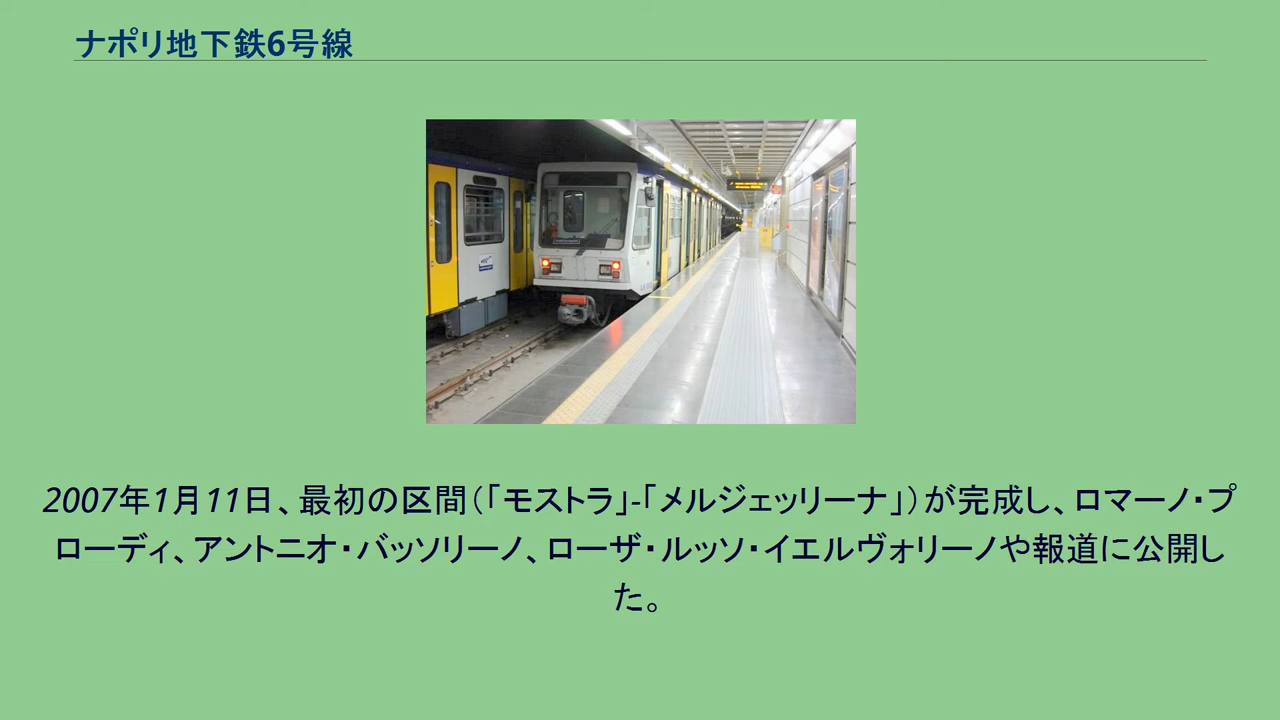 ナポリ地下鉄6号線
2007年1月11日、最初の区間(「モストラ」-「メルジェッリーナ」)が完成し、ロマーノ・プ
ローディ、アントニオ・バッソリーノ、ローザ・ルッソ・イエルヴォリーノや報道に公開し
た。